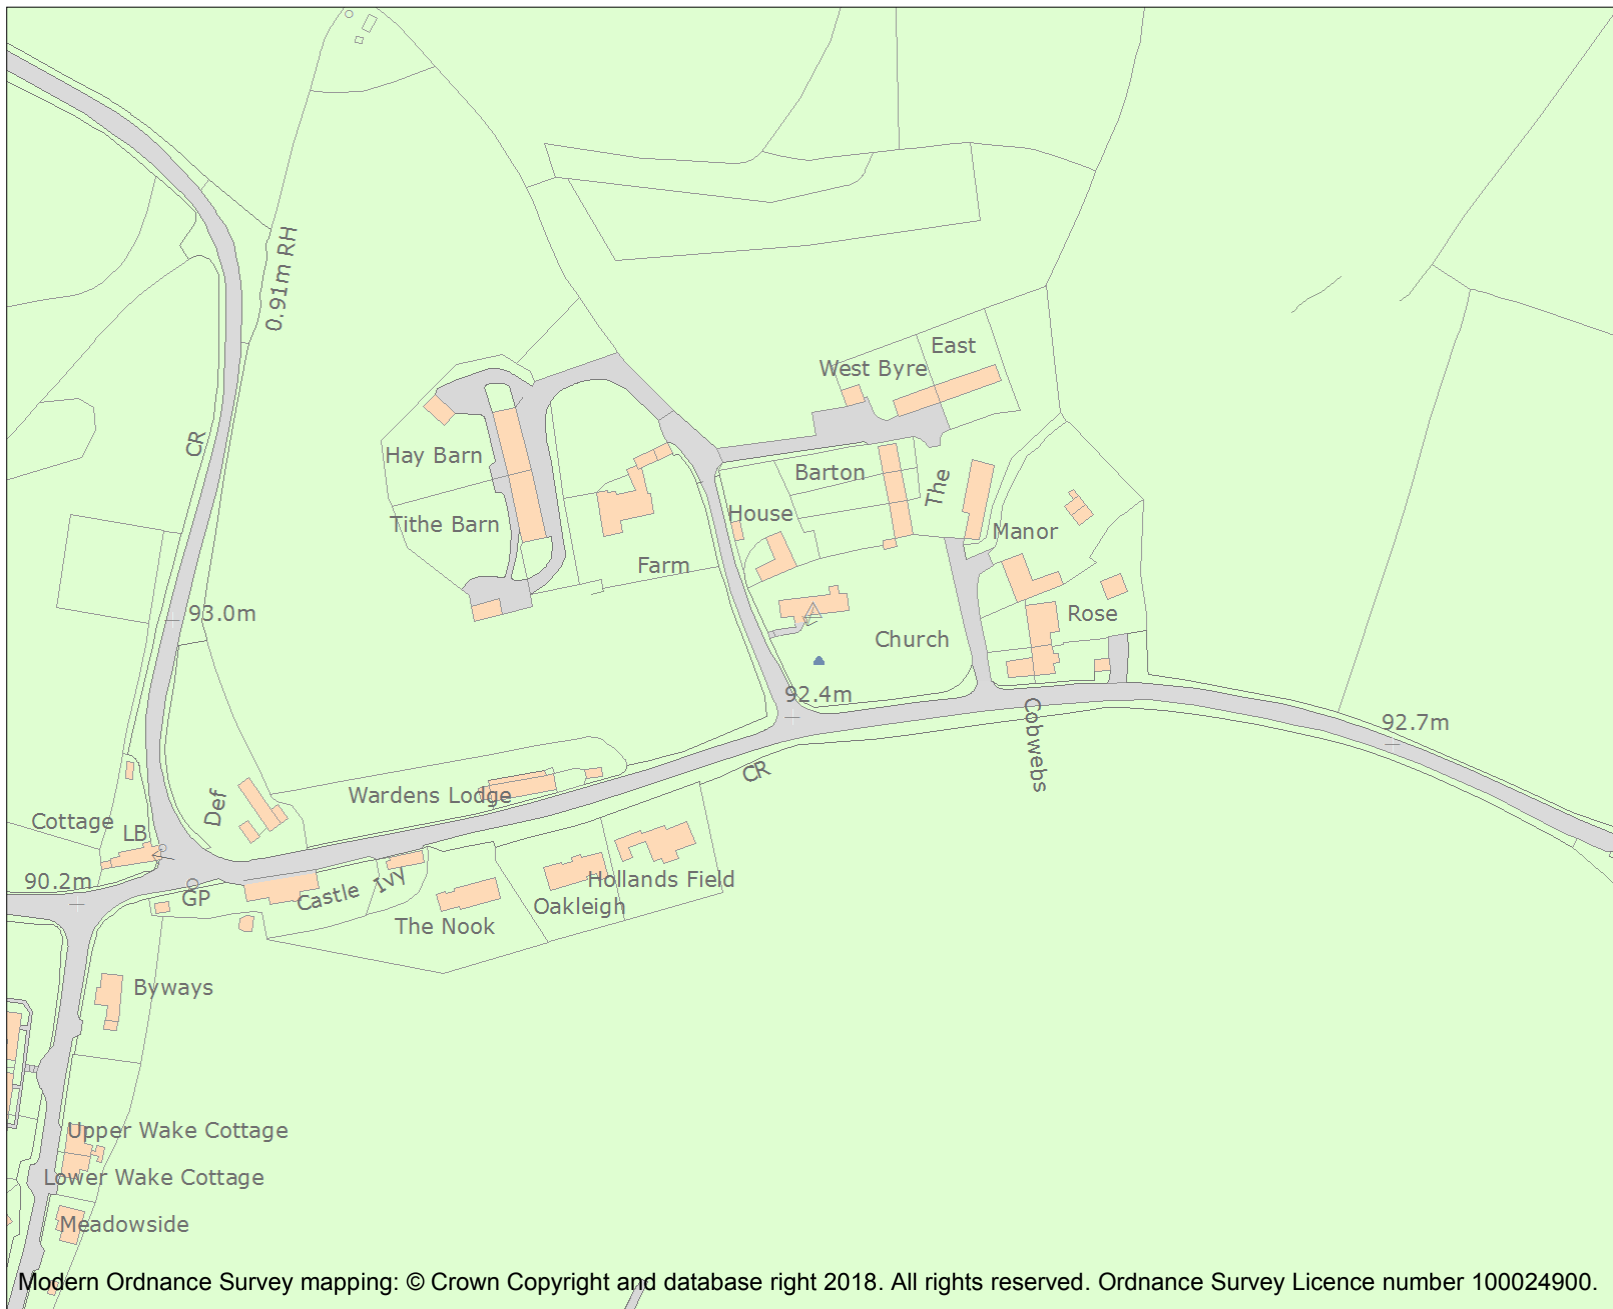 0.91m RH
East
West Byre
CR
Hay Barn
Barton
The
Tithe Barn
House
Manor
Farm
93.0m
Rose
Church
92.4m
Cobwebs
92.7m
CR
Wardens Lodge
Def
Cottage
LB
90.2m
GP
Castle
Ivy
Hollands Field
Oakleigh
The Nook
Byways
Upper Wake Cottage
Lower Wake Cottage
Meadowside
Modern Ordnance Survey mapping: © Crown Copyright and database right 2018. All rights reserved. Ordnance Survey Licence number 100024900.